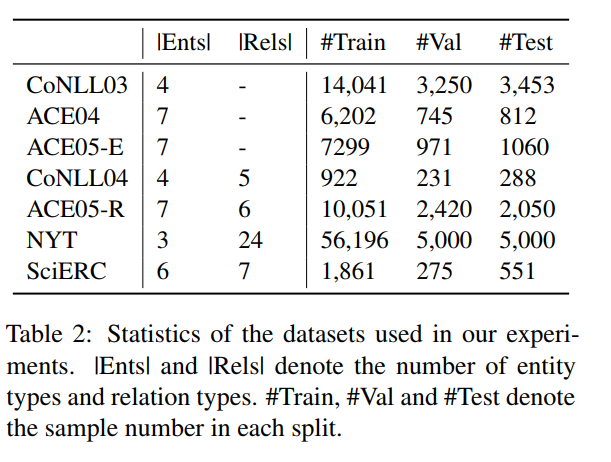 |Ents| |Rels| #Train #Val #Test
CoNLL03 4 - 14,041 3,250 3,453
ACE04 7 - 6,202 745 812
ACE05-E 7 - 7299 971 1060
CoNLL04 4 5 922 231 288
ACE05-R 7 6 10,051 2,420 2,050
NYT 3 24 56,196 5,000 5,000
SciERC 6 7 1,861 275 551
Table 2: Statistics of the datasets used in our experi-
ments. |Ents| and |Rels| denote the number of entity
types and relation types. #Train, #Val and #Test denote
the sample number in each split.